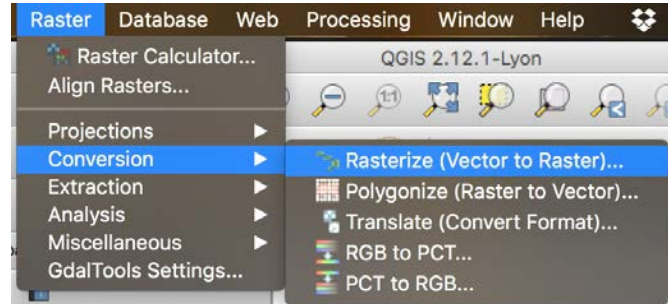 Raster Database Web Processing Window Help
Raster Calculator...
QGIS 2.12.1-Lyon
Align Rasters...
1:1
Projections
Conversion
Rasterize (Vector to Raster)...
Extraction
Polygonize (Raster to Vector)...
Analysis
Translate (Convert Format)...
Miscellaneous
RGB to PCT...
GdalTools Settings...
PCT to RGB...